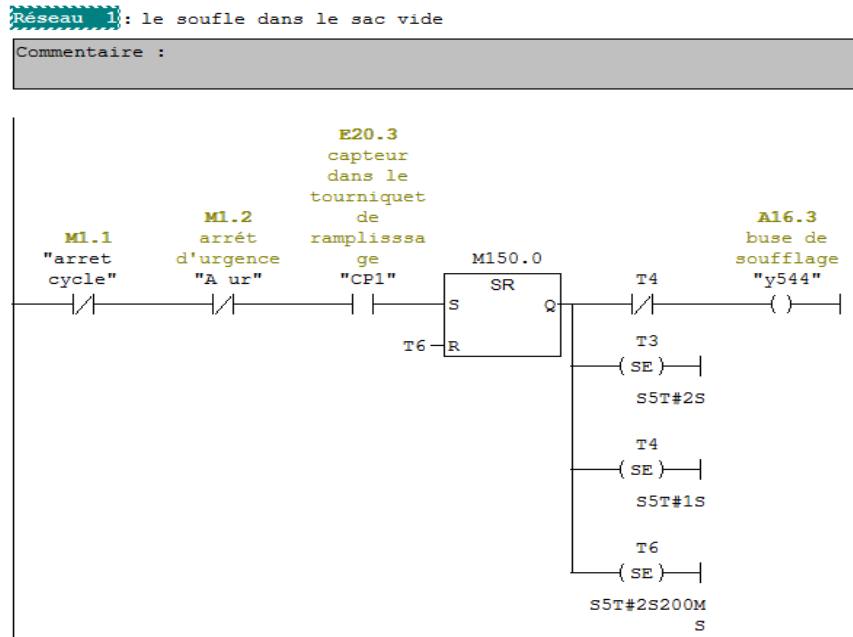 Réseau 1 : le soufle dans le sac vide
Commentaire :
E20.3
capteur
dans le
tourniquet
de
ramplisssa
ge
"CP1"
M1.1
"arret
cycle"
M1.2
arrét
d'urgence
"A ur"
M150.0
SR
S
Q
T6
R
T4
A16.3
buse de
soufflage
"y544"
T3
SE
S5T#2S
T4
SE
S5T#1S
T6
SE
S5T#2S200M
S